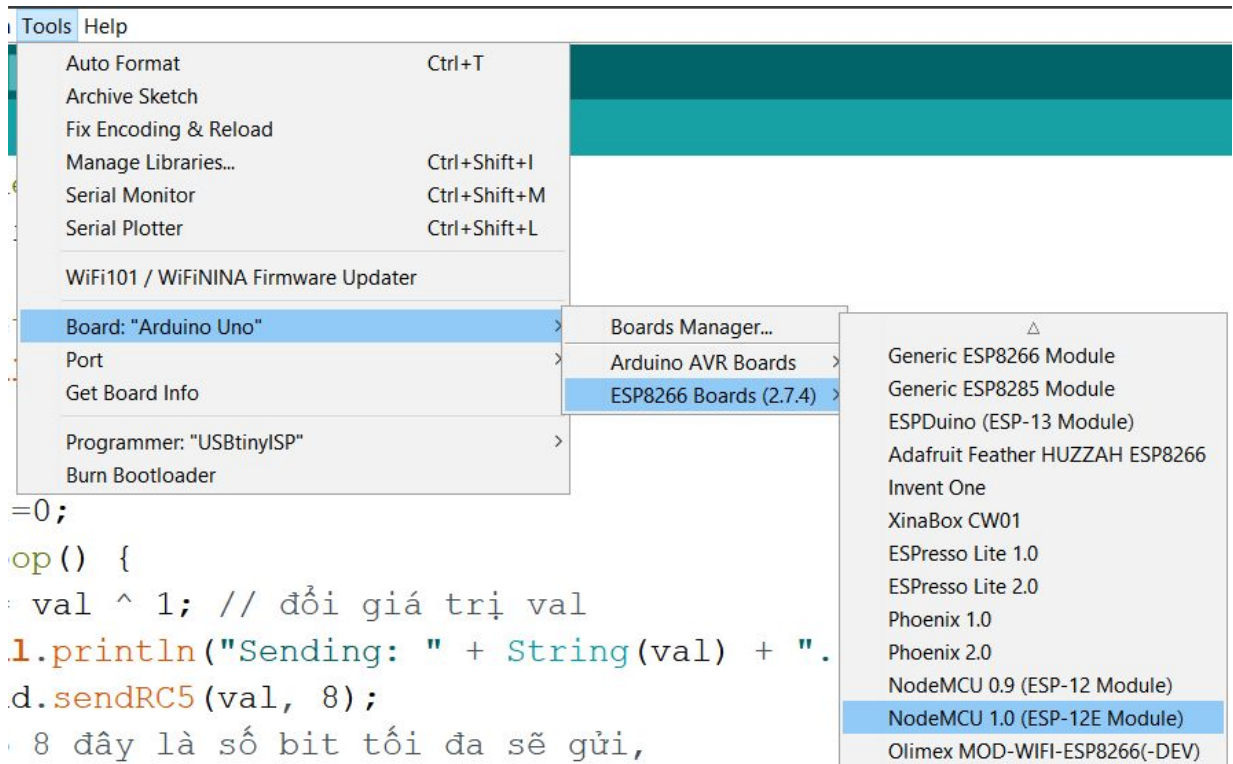 Tools Help
Auto Format Ctrl+T
Archive Sketch
Fix Encoding & Reload
Manage Libraries... Ctrl+Shift+I
Serial Monitor Ctrl+Shift+M
Serial Plotter Ctrl+Shift+L
WiFi101 / WiFiNINA Firmware Updater
Board: "Arduino Uno"
Port
Get Board Info
Programmer: "USBtinyISP"
Burn Bootloader
Boards Manager...
Arduino AVR Boards
ESP8266 Boards (2.7.4)
Generic ESP8266 Module
Generic ESP8285 Module
ESPDuino (ESP-13 Module)
Adafruit Feather HUZZAH ESP8266
Invent One
XinaBox CW01
ESPresso Lite 1.0
ESPresso Lite 2.0
Phoenix 1.0
Phoenix 2.0
NodeMCU 0.9 (ESP-12 Module)
NodeMCU 1.0 (ESP-12E Module)
Olimex MOD-WIFI-ESP8266(-DEV)
=0;
op() {
= val ^ 1; // đổi giá trị val
l.println("Sending: " + String(val) + ".
d.sendRC5(val, 8);
8 đây là số bit tối đa sẽ gửi,